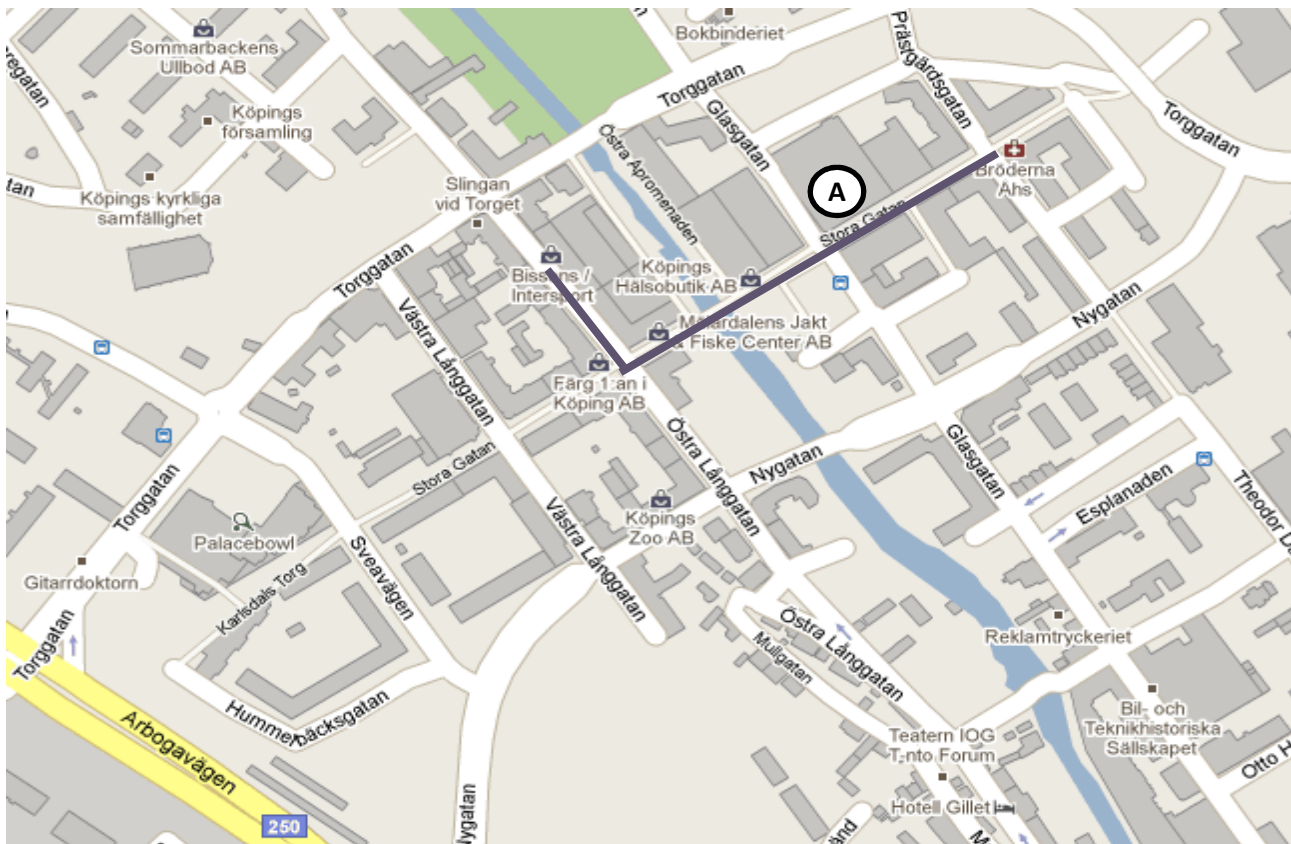 Sommarbackens
Ullbod AB
Bokbinderiet
Prästgårdsgatan
Torggatan
Glasgatan
Köpings
församling
Östra Apromenaden
Torggatan
Köpings kyrkliga
samfällighet
Slingan
vid Torget
A
Bröderna
Ahs
Stora Gatan
Torggatan
Bissens /
Intersport
Köpings
Hälsobutik AB
Nygatan
Västra Långgatan
Mälardalens Jakt
& Fiske Center AB
Färg 1:an i
Köping AB
Östra Långgatan
Stora Gatan
Nygatan
Glasgatan
Torggatan
Esplanaden
Västra Långgatan
Köpings
Zoo AB
Palacebowl
Sveavägen
Gitarrdoktorn
Karlsdals Torg
Torggatan
Östra Långgatan
Mullgatan
Reklamtryckeriet
Hummerbäcksgatan
Arbogavägen
Bil- och
Teknikhistoriska
Sällskapet
Teatern IOG
T-nto Forum
Hotell Gillet
Nygatan
250